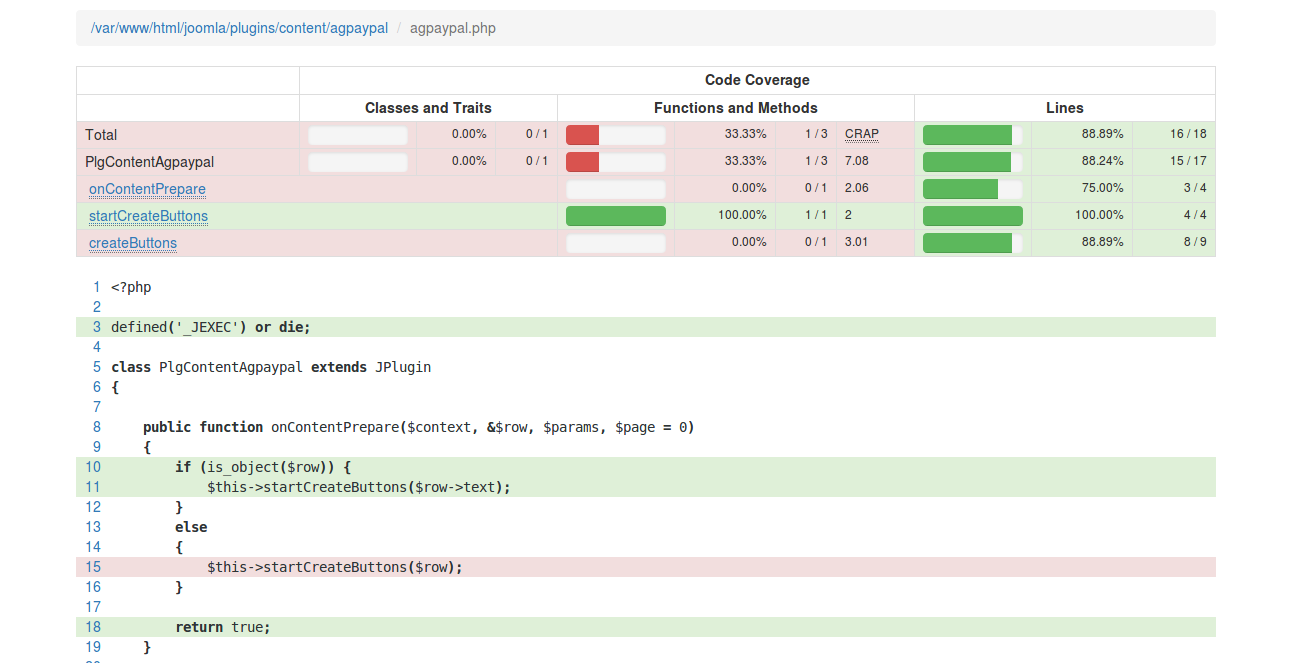 /var/www/html/joomla/plugins/content/agpaypal / agpaypal.php
Code Coverage
Classes and Traits Functions and Methods Lines
Total 0.00% 0 / 1 33.33% 1 / 3 CRAP 88.89% 16 / 18
PlgContentAgpaypal 0.00% 0 / 1 33.33% 1 / 3 7.08 88.24% 15 / 17
onContentPrepare 0.00% 0 / 1 2.06 75.00% 3 / 4
startCreateButtons 100.00% 1 / 1 2 100.00% 4 / 4
createButtons 0.00% 0 / 1 3.01 88.89% 8 / 9
1 <?php
2
3 defined('_JEXEC') or die;
4
5 class PlgContentAgpaypal extends JPlugin
6 {
7
8     public function onContentPrepare($context, &$row, $params, $page = 0)
9     {
10         if (is_object($row)) {
11             $this->startCreateButtons($row->text);
12         }
13         else
14         {
15             $this->startCreateButtons($row);
16         }
17
18         return true;
19     }